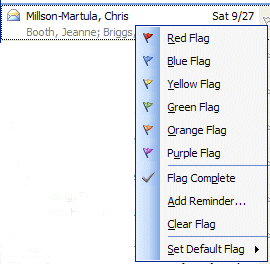 Millson-Martula, Chris Sat 9/27
Booth, Jeanne; Briggs,
Red Flag
Blue Flag
Yellow Flag
Green Flag
Orange Flag
Purple Flag
Flag Complete
Add Reminder...
Clear Flag
Set Default Flag